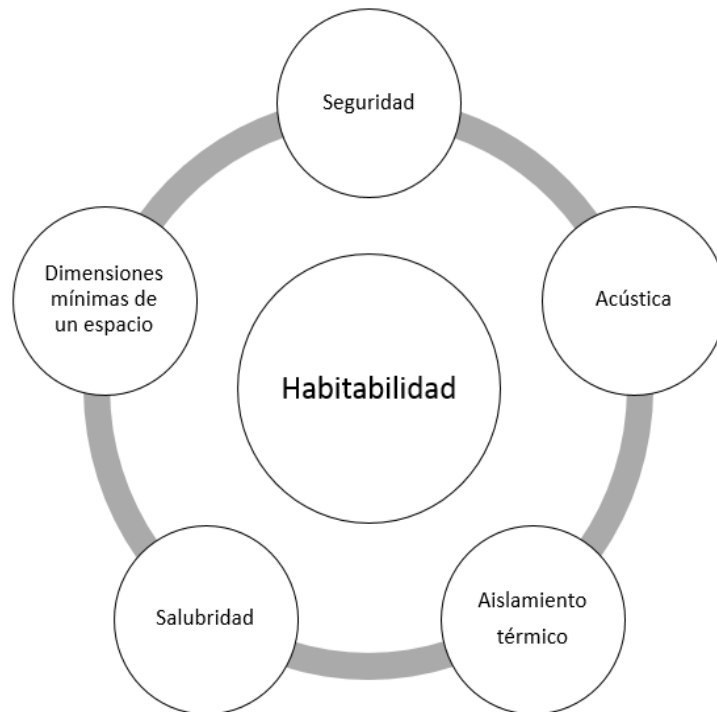 Seguridad
Dimensiones
mínimas de
un espacio
Acústica
Habitabilidad
Salubridad
Aislamiento
térmico